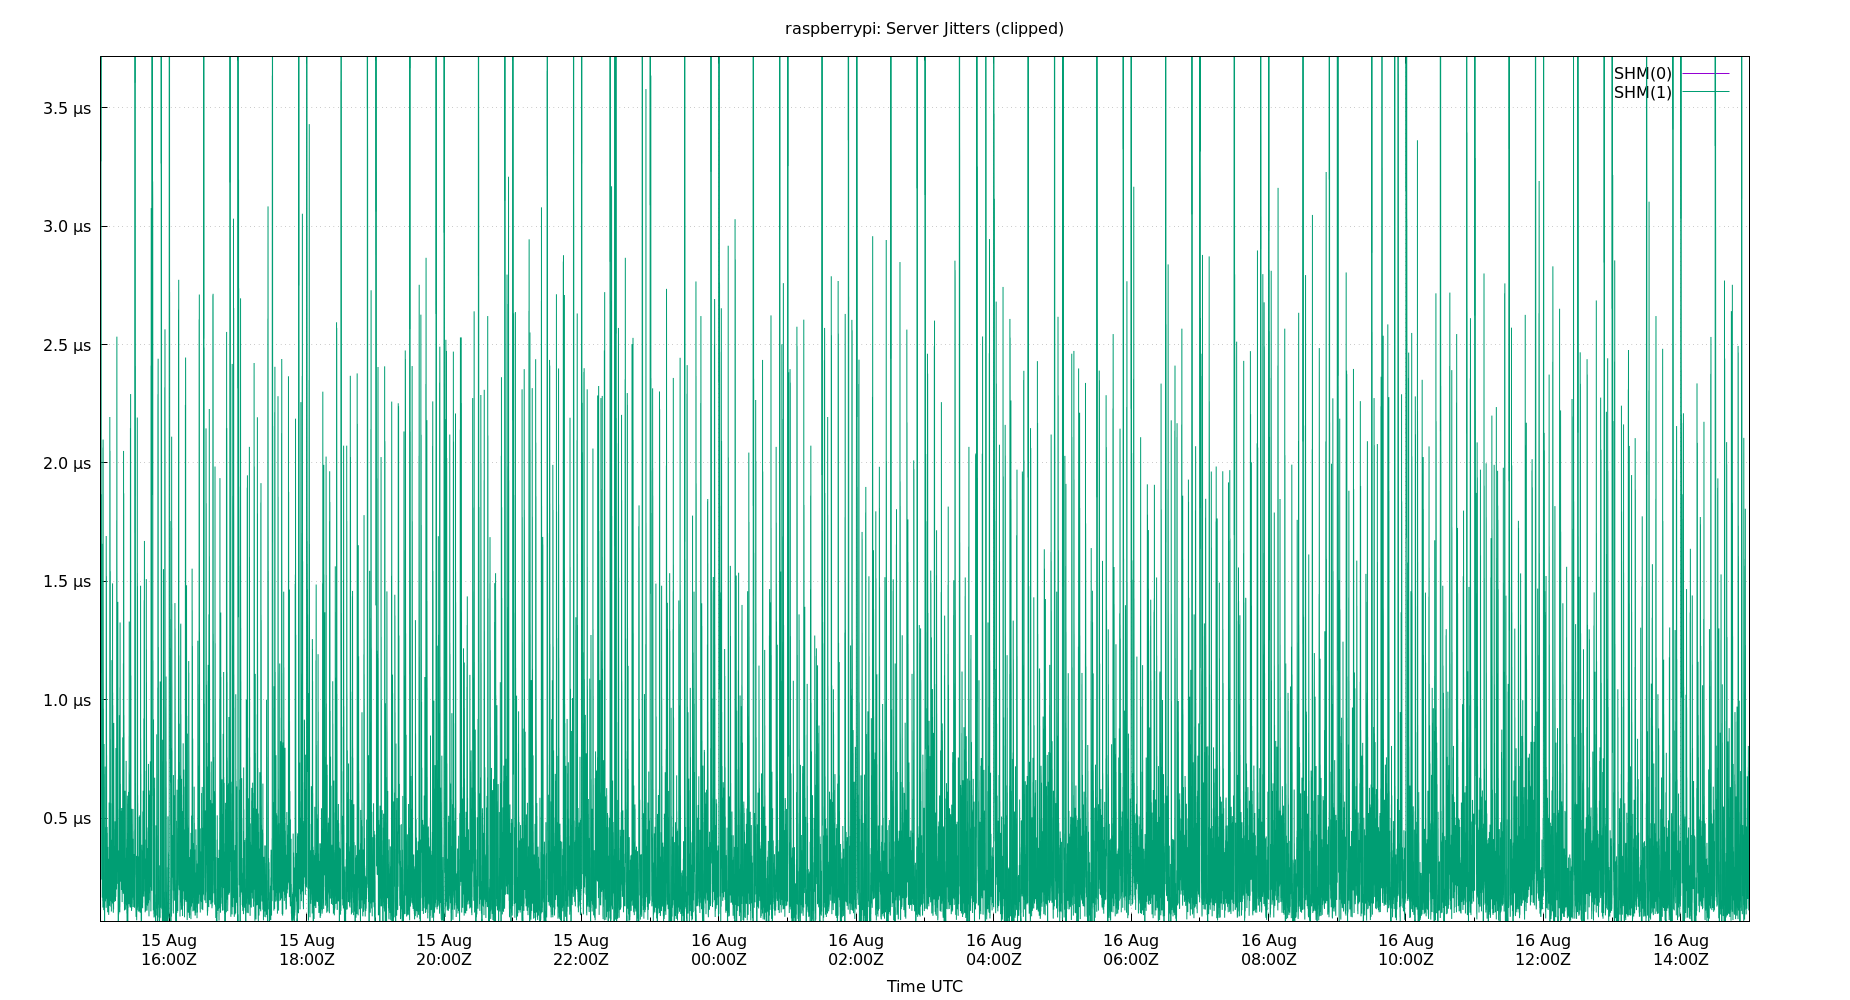 raspberrypi: Server Jitters (clipped)
SHM(0)
SHM(1)
3.5 µs
3.0 µs
2.5 µs
2.0 µs
1.5 µs
1.0 µs
0.5 µs
15 Aug 15 Aug 15 Aug 15 Aug 16 Aug 16 Aug 16 Aug 16 Aug 16 Aug 16 Aug 16 Aug 16 Aug
16:00Z 18:00Z 20:00Z 22:00Z 00:00Z 02:00Z 04:00Z 06:00Z 08:00Z 10:00Z 12:00Z 14:00Z
Time UTC